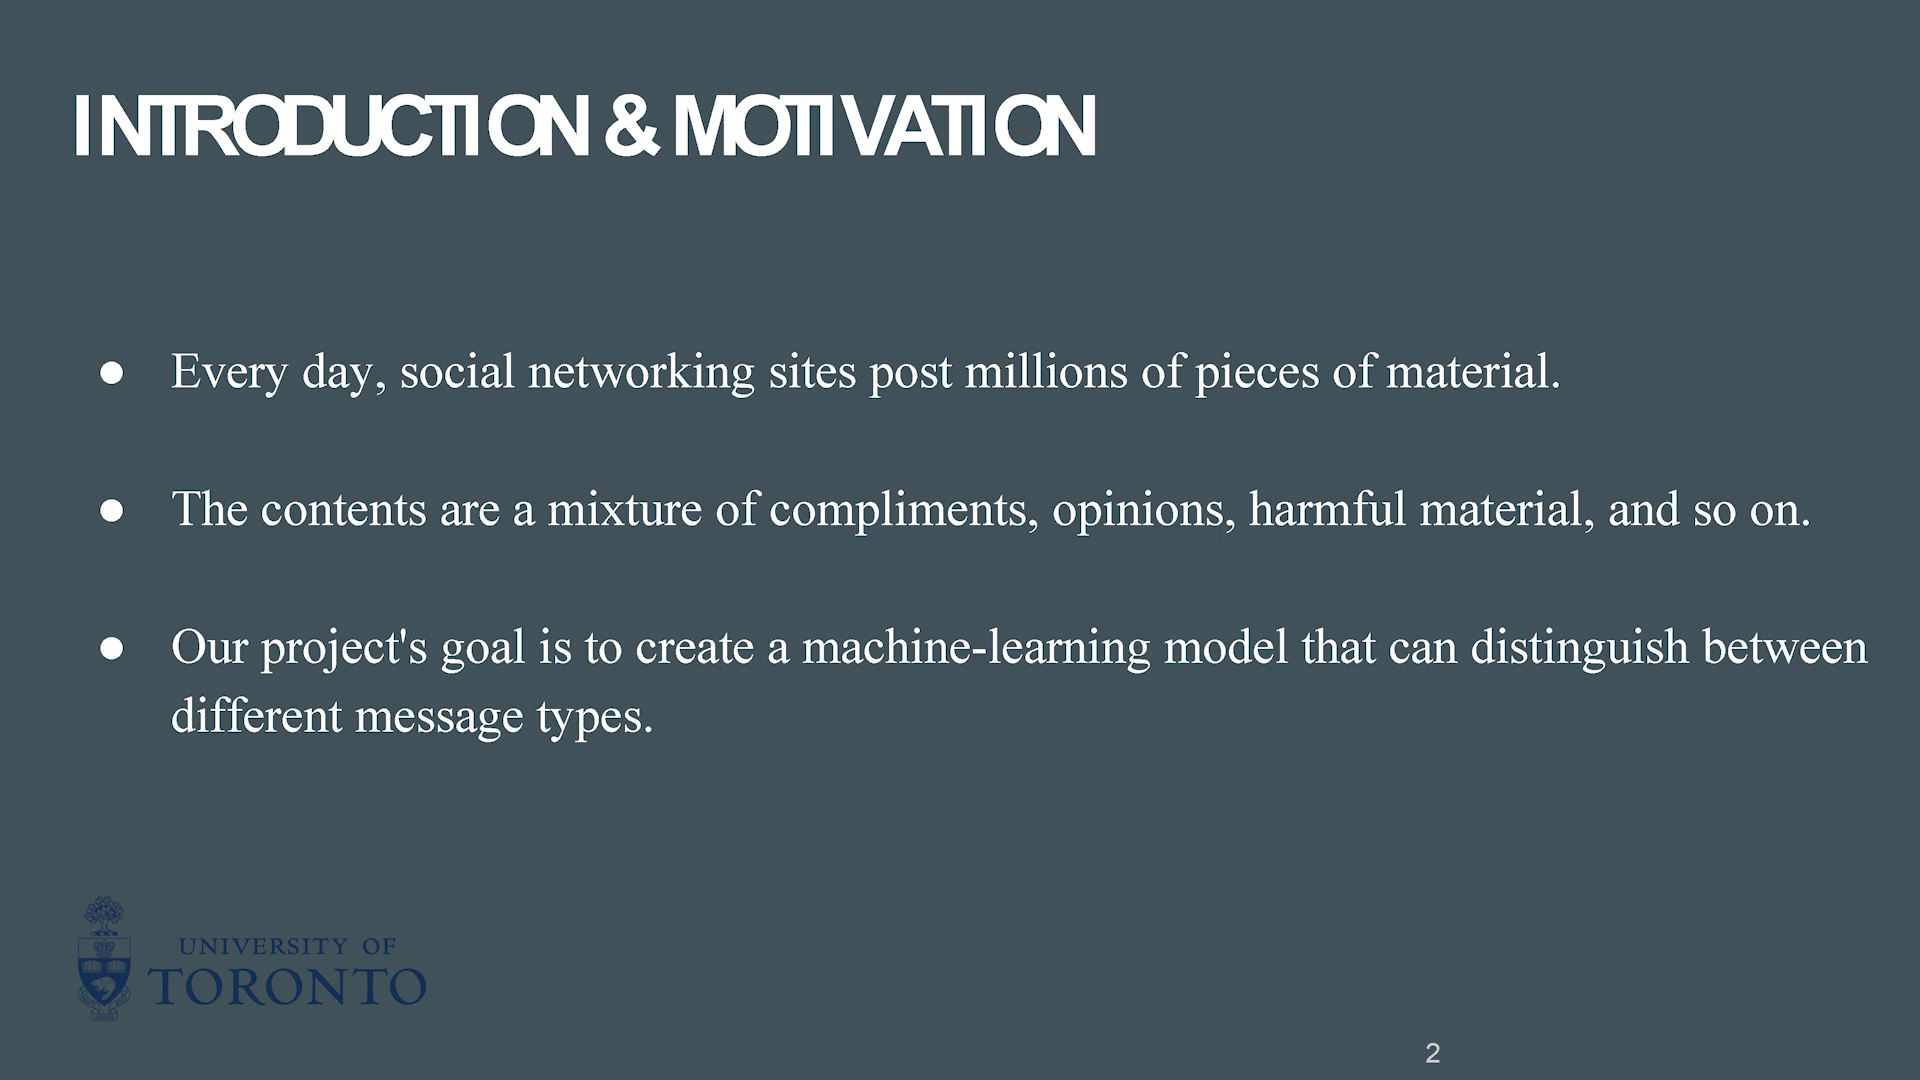 INTRODUCTION & MOTIVATION
● Every day, social networking sites post millions of pieces of material.
● The contents are a mixture of compliments, opinions, harmful material, and so on.
● Our project's goal is to create a machine-learning model that can distinguish between
different message types.
UNIVERSITY OF
TORONTO
2